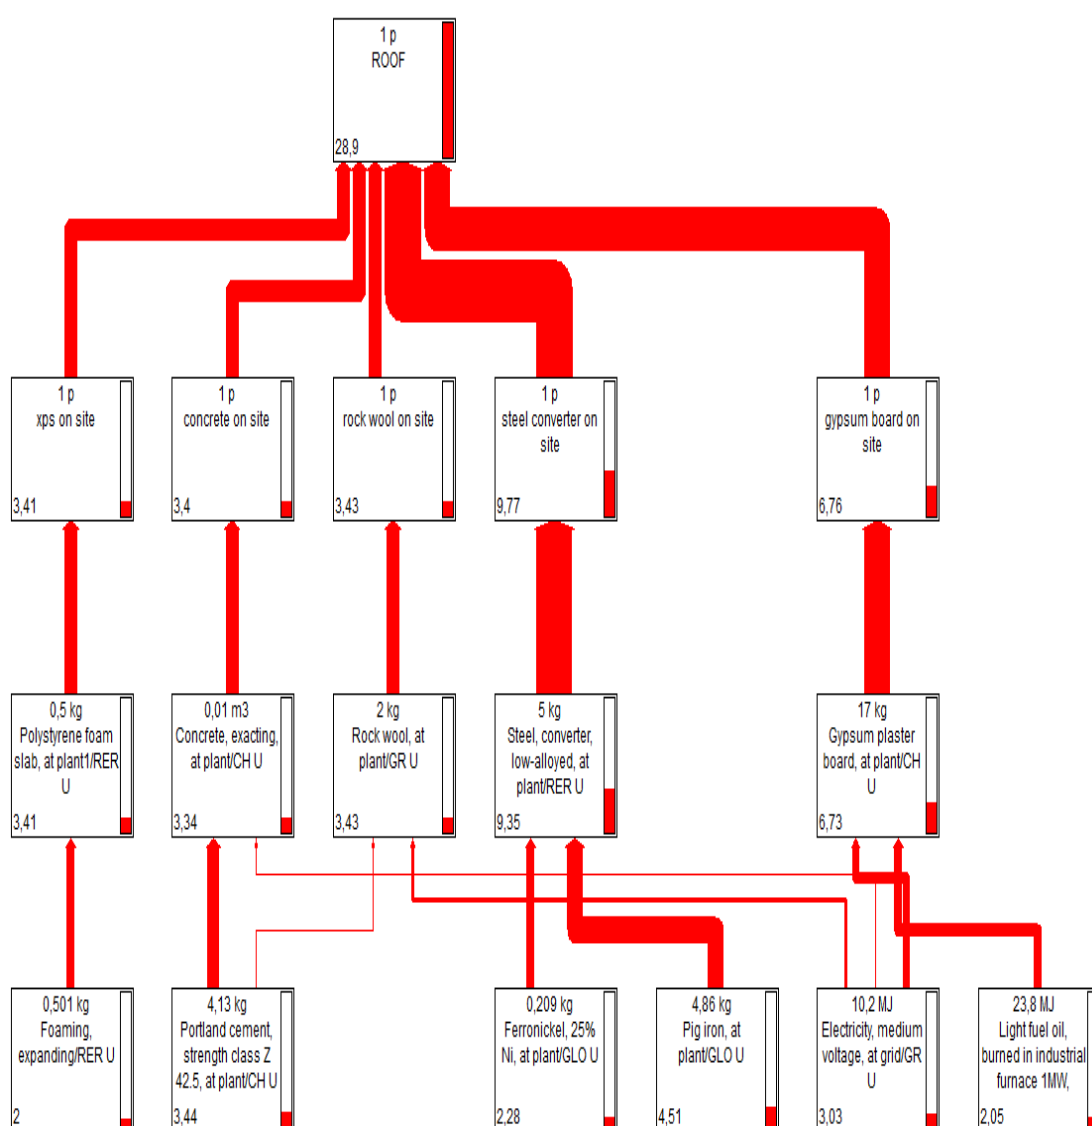 1 p
ROOF
28,9
1 p
xps on site
3,41
1 p
concrete on site
3,4
1 p
rock wool on site
3,43
1 p
steel converter on
site
9,77
1 p
gypsum board on
site
6,76
0,5 kg
Polystyrene foam
slab, at plant1/RER
U
3,41
0,01 m3
Concrete, exacting,
at plant/CH U
3,34
2 kg
Rock wool, at
plant/GR U
3,43
5 kg
Steel, converter,
low-alloyed, at
plant/RER U
9,35
17 kg
Gypsum plaster
board, at plant/CH
U
6,73
0,501 kg
Foaming,
expanding/RER U
2
4,13 kg
Portland cement,
strength class Z
42.5, at plant/CH U
3,44
0,209 kg
Ferronickel, 25%
Ni, at plant/GLO U
2,28
4,86 kg
Pig iron, at
plant/GLO U
4,51
10,2 MJ
Electricity, medium
voltage, at grid/GR
U
3,03
23,8 MJ
Light fuel oil,
burned in industrial
furnace 1MW,
2,05